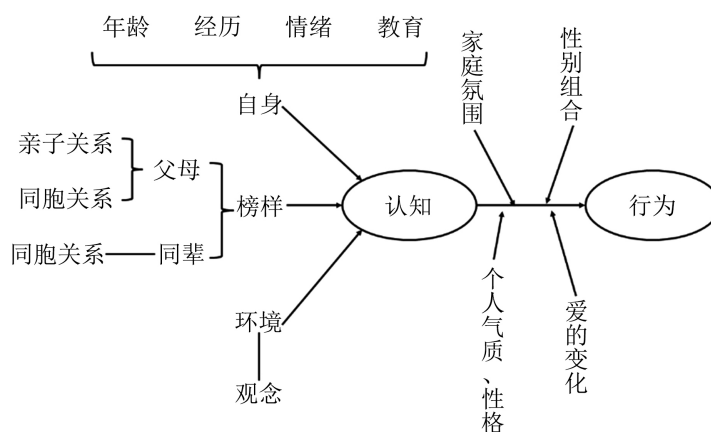 年龄 经历 情绪 教育
家庭氛围
性别组合
自身
亲子关系
父母
同胞关系
榜样
认知
行为
同胞关系
同辈
环境
观念
个人气质、性格
爱的变化